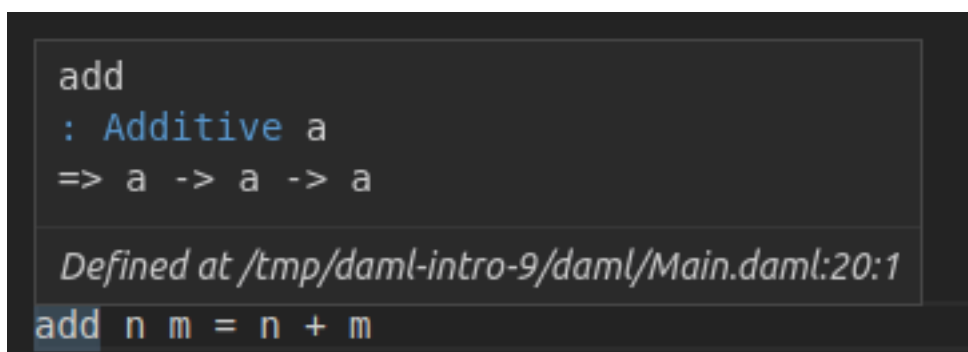 add
: Additive a
=> a -> a -> a
Defined at /tmp/daml-intro-9/daml/Main.daml:20:1
add n m = n + m